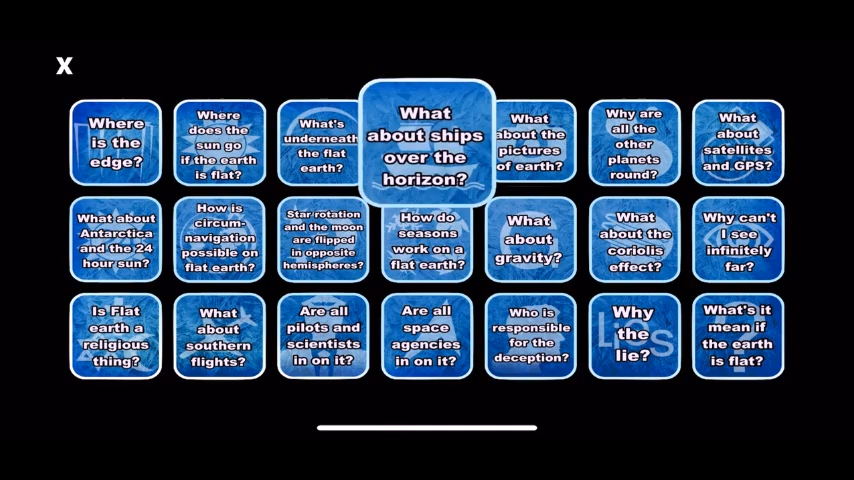 X
Where
is the
edge?
Where
does the
sun go
if the earth
is flat?
What's
underneath
the flat
earth?
What
about ships
over the
horizon?
What
about the
pictures
of earth?
Why are
all the
other
planets
round?
What
about
satellites
and GPS?
What about
Antarctica
and the 24
hour sun?
How is
circum-
navigation
possible on
flat earth?
Star rotation
and the moon
are flipped
in opposite
hemispheres?
How do
seasons
work on a
flat earth?
What
about
gravity?
What
about the
coriolis
effect?
Why can't
I see
infinitely
far?
Is Flat
earth a
religious
thing?
What
about
southern
flights?
Are all
pilots and
scientists
in on it?
Are all
space
agencies
in on it?
Who is
responsible
for the
deception?
Why
the
lie?
What's it
mean if
the earth
is flat?